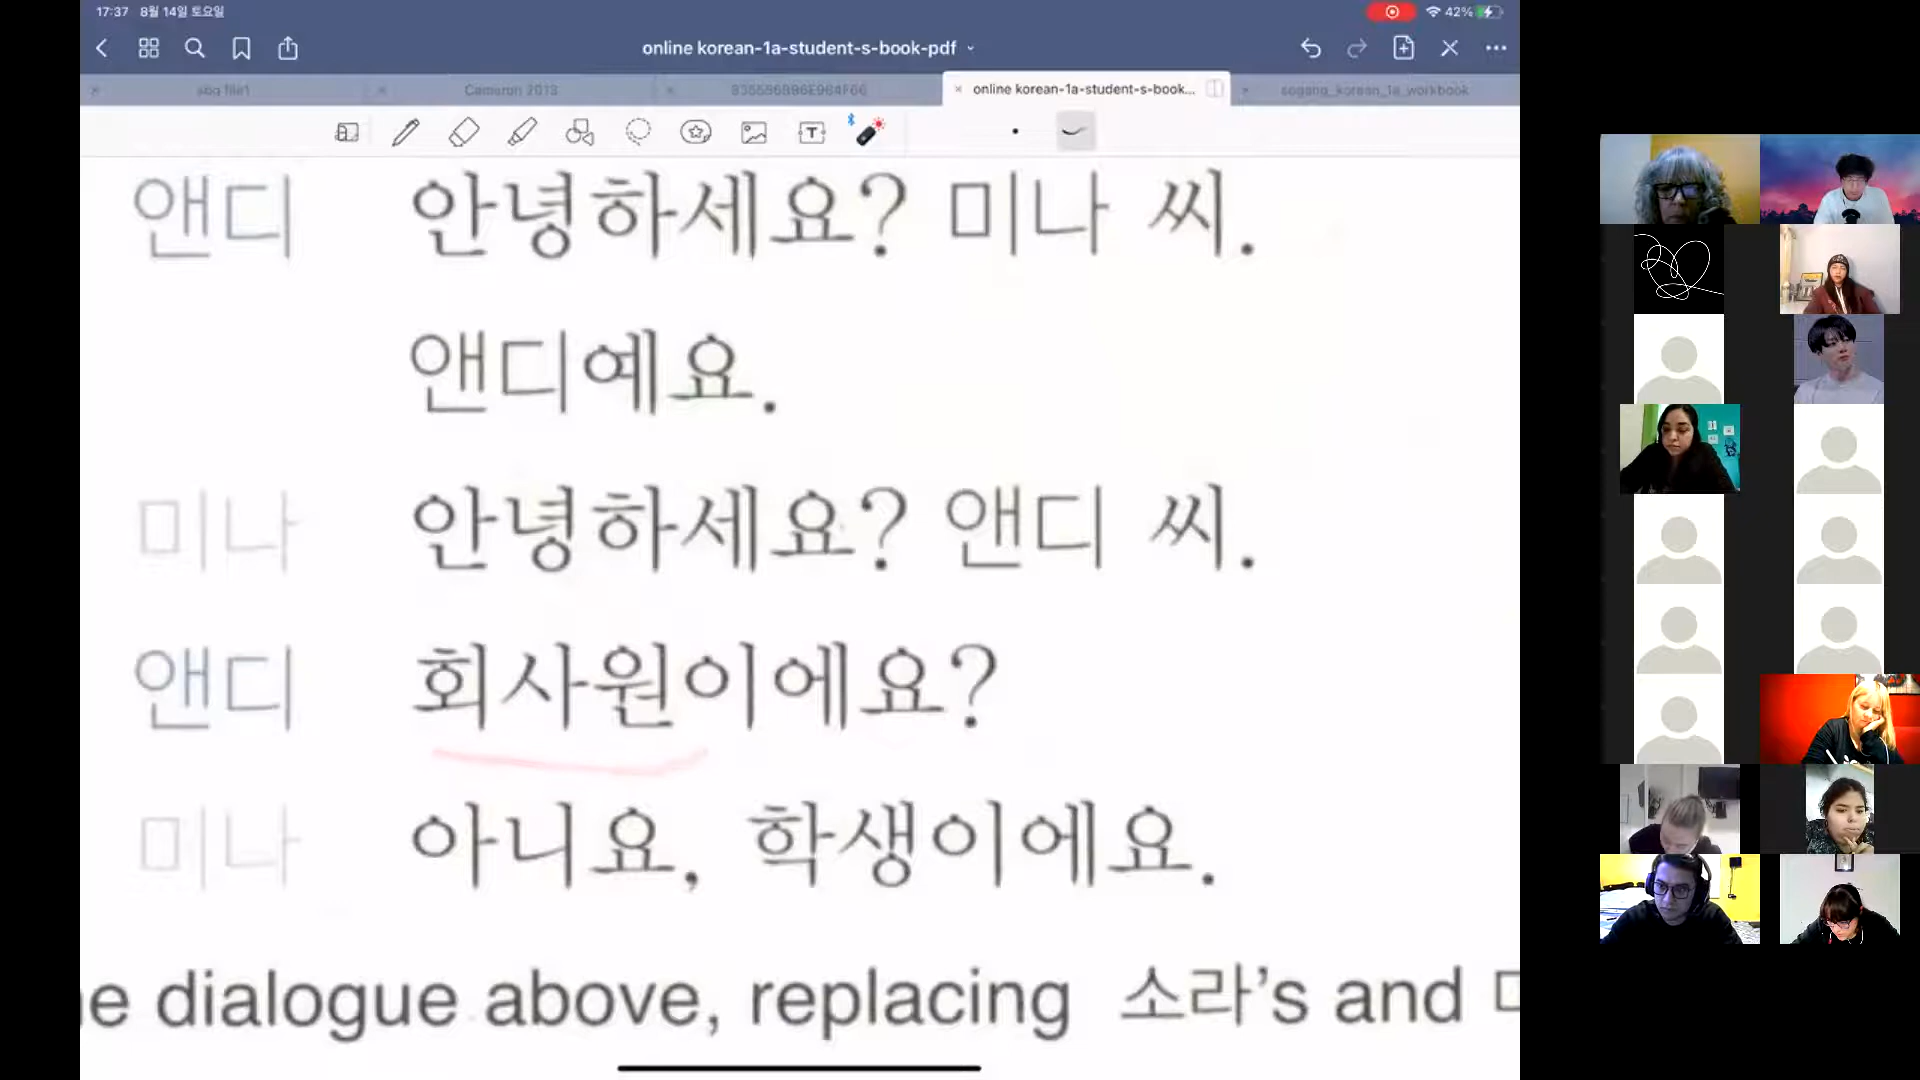 17:37 8월 14일 토요일
42%
online korean-1a-student-s-book-pdf
Cameron 2013
online korean-1a-student-s-book...
sogang_korean_1a_workbook
앤디 안녕하세요? 미나 씨.
앤디예요.
미나 안녕하세요? 앤디 씨.
앤디 회사원이에요?
미나 아니요, 학생이에요.
dialogue above, replacing 소라's and